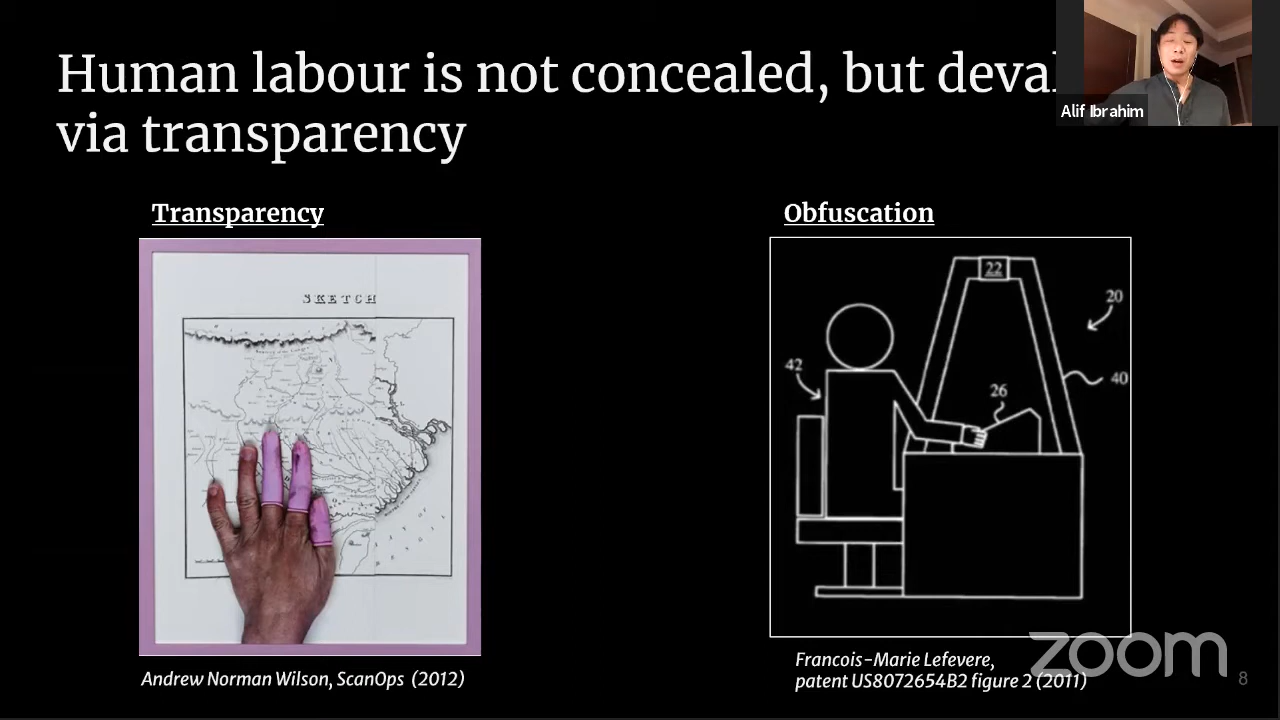 Human labour is not concealed, but deval
via transparency
Alif Ibrahim
Transparency
Obfuscation
SKETCH
22
20
42
40
26
Andrew Norman Wilson, ScanOps (2012)
Francois-Marie Lefevere,
patent US8072654B2 figure 2 (2011)
zoom
8